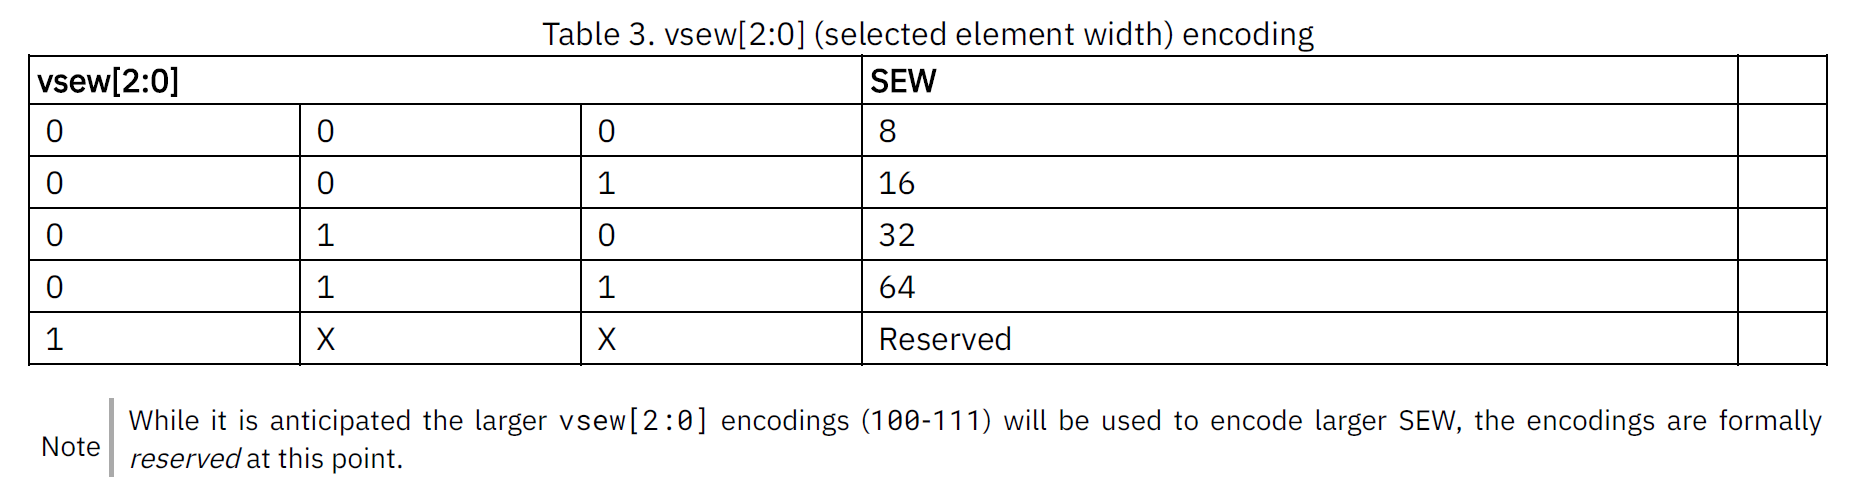 Table 3. vsew[2:0] (selected element width) encoding
vsew[2:0] SEW
0 0 0 8
0 0 1 16
0 1 0 32
0 1 1 64
1 X X Reserved
While it is anticipated the larger vsew[2:0] encodings (100-111) will be used to encode larger SEW, the encodings are formally
Note
reserved at this point.